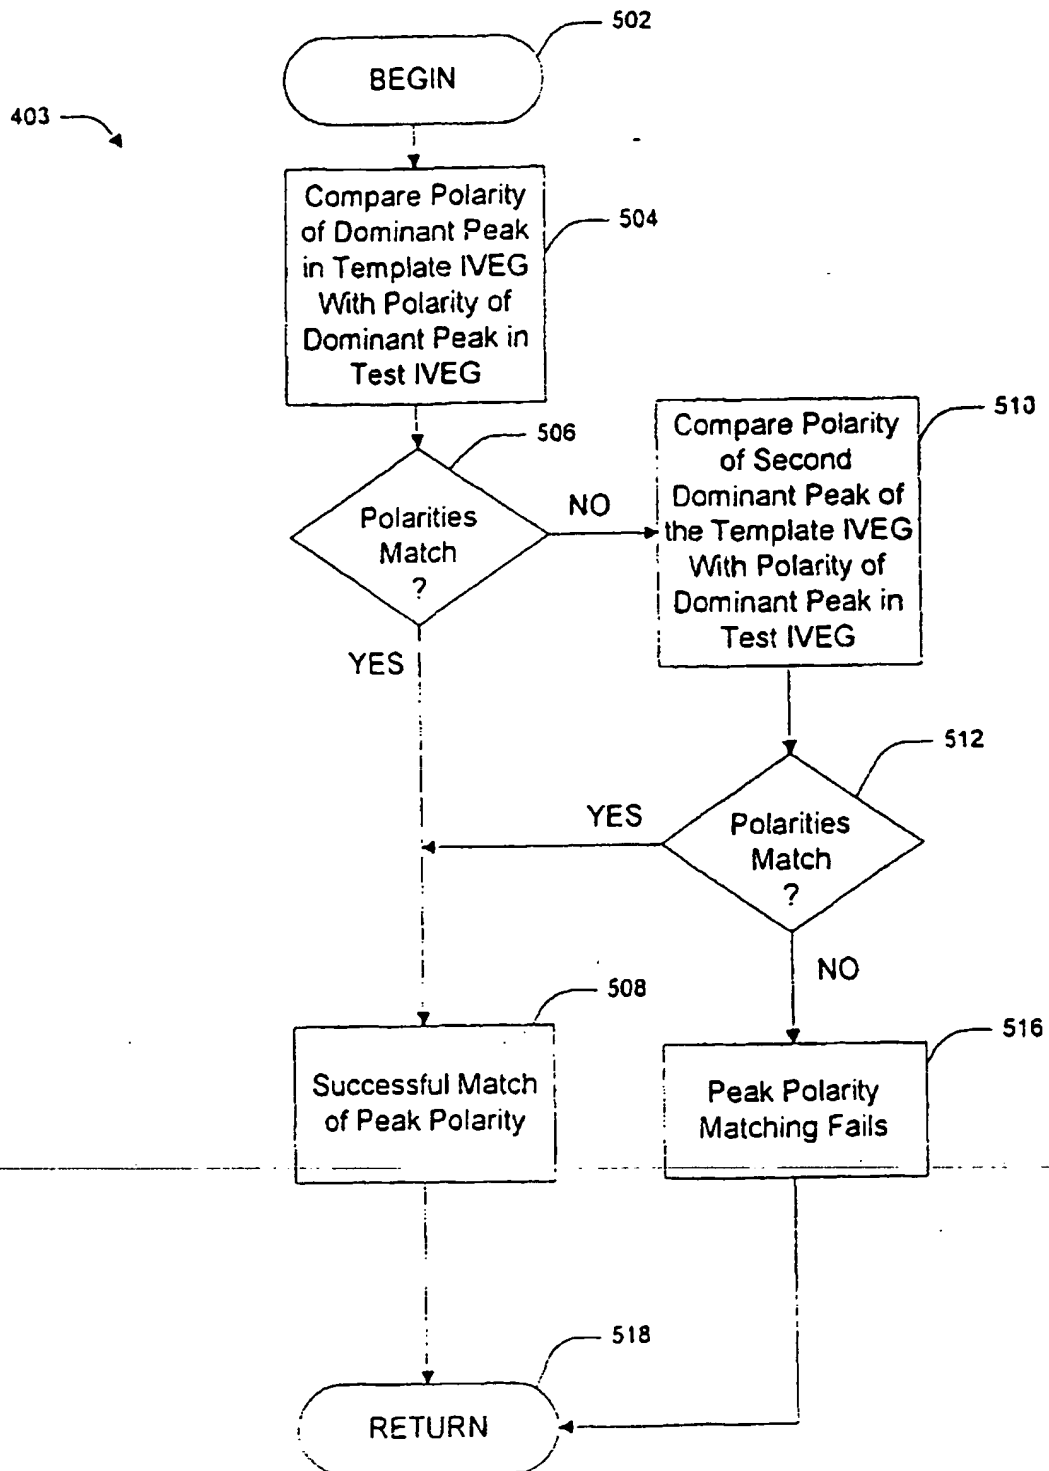 502
BEGIN
403
Compare Polarity
of Dominant Peak
in Template IVEG
With Polarity of
Dominant Peak in
Test IVEG
504
506
Polarities
Match
?
NO
YES
510
Compare Polarity
of Second
Dominant Peak of
the Template IVEG
With Polarity of
Dominant Peak in
Test IVEG
512
Polarities
Match
?
YES
NO
508
Successful Match
of Peak Polarity
516
Peak Polarity
Matching Fails
518
RETURN